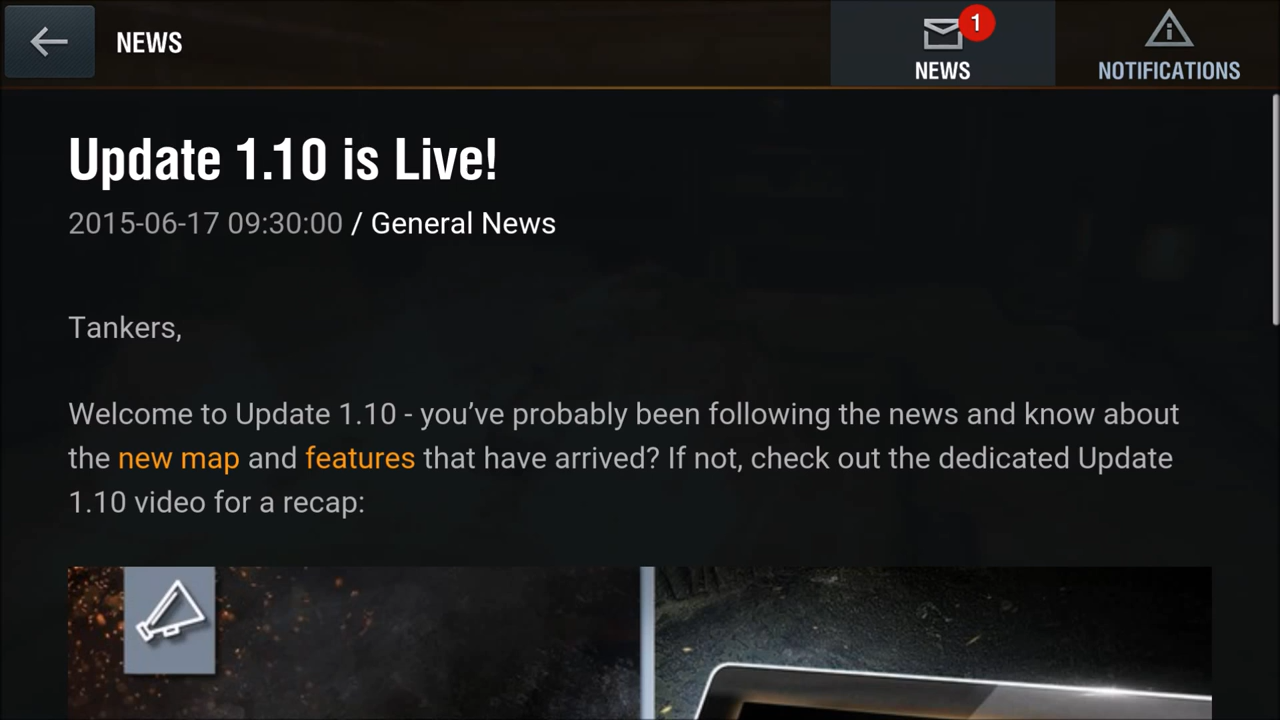 NEWS
1
NEWS
NOTIFICATIONS
Update 1.10 is Live!
2015-06-17 09:30:00 / General News
Tankers,
Welcome to Update 1.10 - you’ve probably been following the news and know about
the new map and features that have arrived? If not, check out the dedicated Update
1.10 video for a recap: